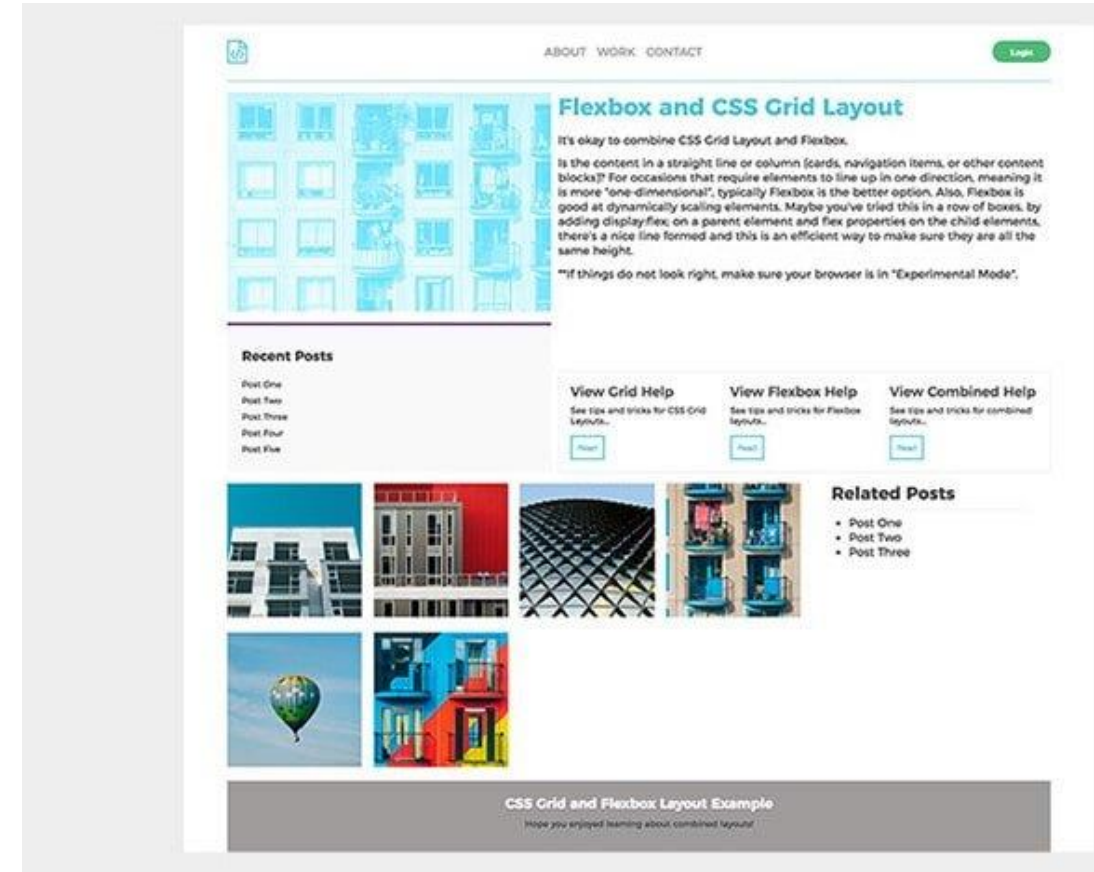 ABOUT WORK CONTACT
Login
Flexbox and CSS Grid Layout
It's okay to combine CSS Grid Layout and Flexbox.
Is the content in a straight line or column (cards, navigation items, or other content
blocks)? For occasions that require elements to line up in one direction, meaning it
is more "one-dimensional", typically Flexbox is the better option. Also, Flexbox is
good at dynamically scaling elements. Maybe you've tried this in a row of boxes, by
adding display:flex; on a parent element and flex properties on the child elements,
there's a nice line formed and this is an efficient way to make sure they are all the
same height.
**If things do not look right, make sure your browser is in "Experimental Mode".
Recent Posts
Post One
Post Two
Post Three
Post Four
Post Five
View Grid Help
See tips and tricks for CSS Grid
Layouts...
Read
View Flexbox Help
See tips and tricks for Flexbox
layouts...
Read
View Combined Help
See tips and tricks for combined
layouts...
Read
Related Posts
• Post One
• Post Two
• Post Three
CSS Grid and Flexbox Layout Example
Hope you enjoyed learning about combined layouts!